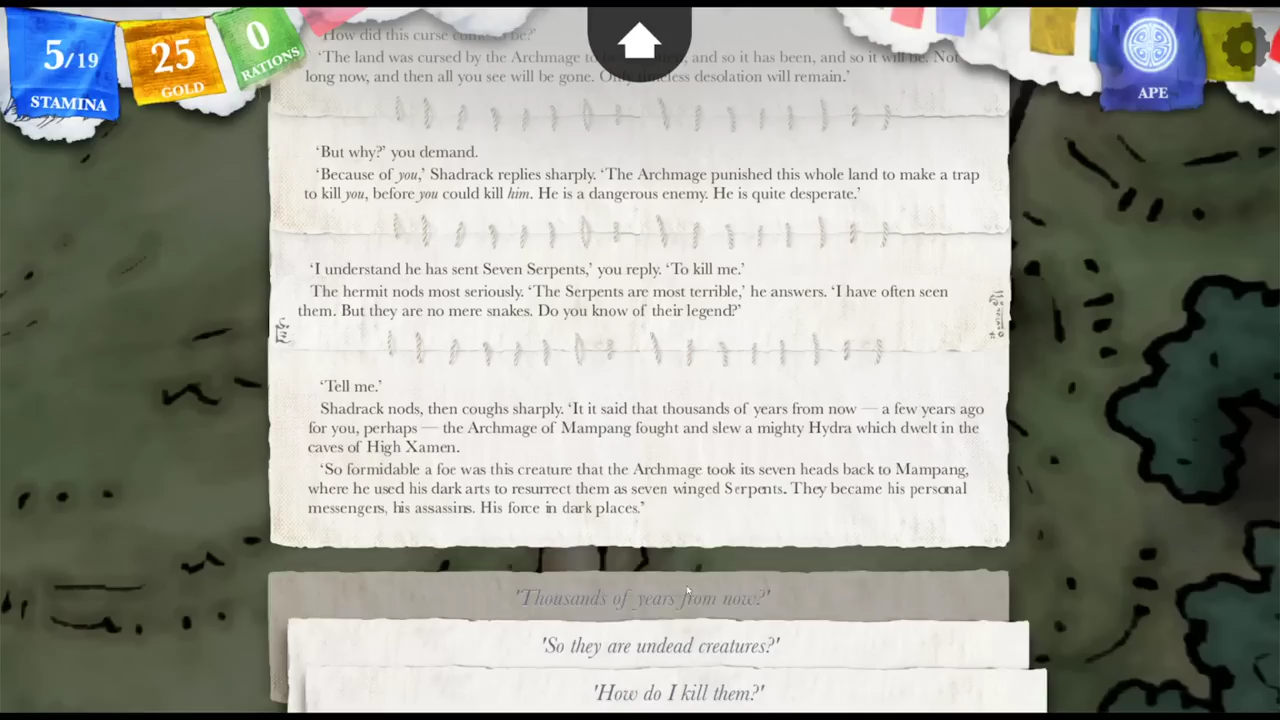 5/19
STAMINA
25
GOLD
0
RATIONS
APE
'How did this curse come to be?'
'The land was cursed by the Archmage and so it has been, and so it will be. Not
long now, and then all you see will be gone. Only timeless desolation will remain.'
'But why?' you demand.
'Because of you,' Shadrack replies sharply. 'The Archmage punished this whole land to make a trap
to kill you, before you could kill him. He is a dangerous enemy. He is quite desperate.'
'I understand he has sent Seven Serpents,' you reply. 'To kill me.'
The hermit nods most seriously. 'The Serpents are most terrible,' he answers. 'I have often seen
them. But they are no mere snakes. Do you know of their legend?'
'Tell me.'
Shadrack nods, then coughs sharply. 'It it said that thousands of years from now — a few years ago
for you, perhaps — the Archmage of Mampang fought and slew a mighty Hydra which dwelt in the
caves of High Xamen.
'So formidable a foe was this creature that the Archmage took its seven heads back to Mampang,
where he used his dark arts to resurrect them as seven winged Serpents. They became his personal
messengers, his assassins. His force in dark places.'
'Thousands of years from now?'
'So they are undead creatures?'
'How do I kill them?'